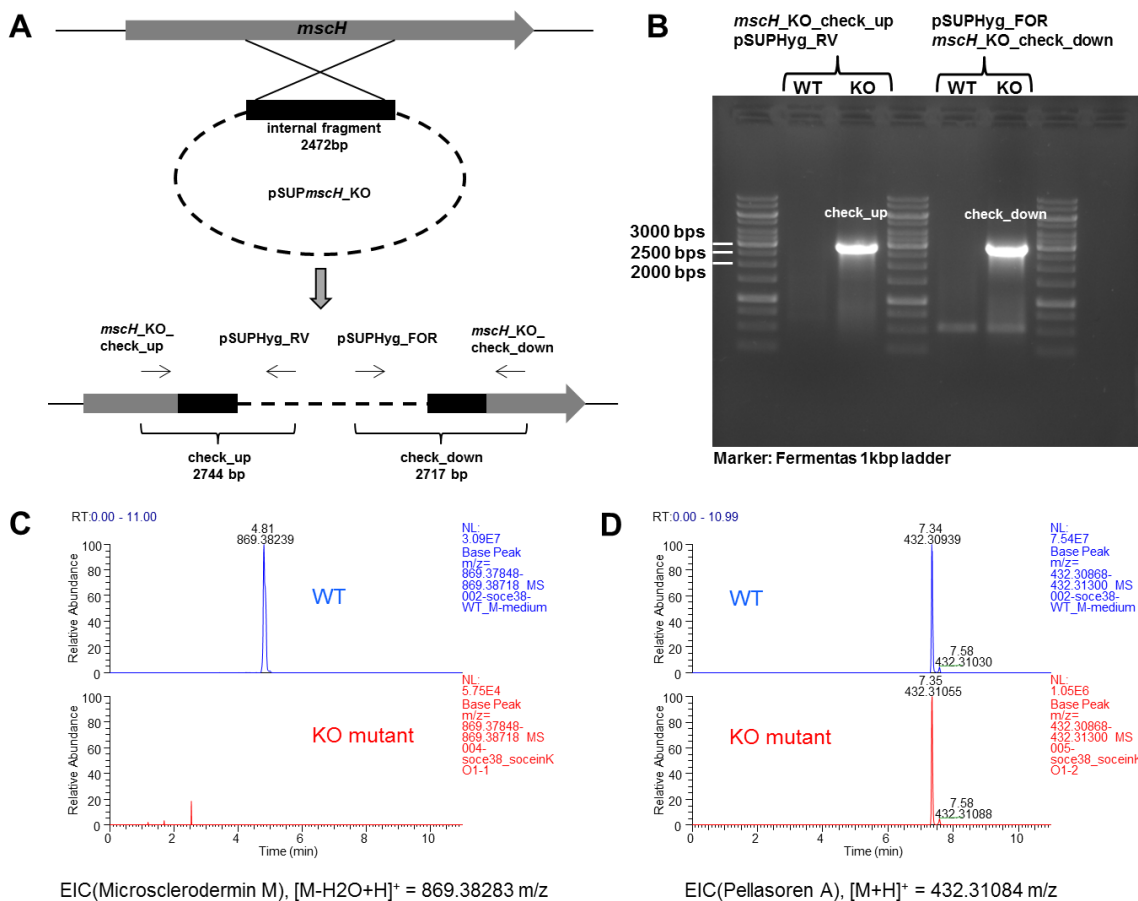 A
mscH
internal fragment
2472bp
pSUPmscH_KO
mscH_KO_
check_up
pSUPHyg_RV
pSUPHyg_FOR
mscH_KO_
check_down
check_up
2744 bp
check_down
2717 bp
B
mscH_KO_check_up
pSUPHyg_RV
pSUPHyg_FOR
mscH_KO_check_down
WT KO
WT KO
check_up
check_down
3000 bps
2500 bps
2000 bps
Marker: Fermentas 1kbp ladder
C
RT:0.00 - 11.00
4.81
869.38239
NL:
3.09E7
Base Peak
m/z=
869.37848-
869.38718 MS
002-soce38-
WT_M-medium
WT
Relative Abundance
100
80
60
40
20
0
NL:
5.75E4
Base Peak
m/z=
869.37848-
869.38718 MS
004-
soce38_soceinK
O1-1
KO mutant
Relative Abundance
100
80
60
40
20
0
0 2 4 6 8 10
Time (min)
EIC(Microsclerodermin M), [M-H2O+H]+ = 869.38283 m/z
D
RT:0.00 - 10.99
7.34
432.30939
NL:
7.54E7
Base Peak
m/z=
432.30868-
432.31300 MS
002-soce38-
WT_M-medium
WT
7.58
432.31030
Relative Abundance
100
80
60
40
20
0
7.35
432.31055
NL:
1.05E6
Base Peak
m/z=
432.30868-
432.31300 MS
005-
soce38_soceinK
O1-2
KO mutant
7.58
432.31088
Relative Abundance
100
80
60
40
20
0
0 2 4 6 8 10
Time (min)
EIC(Pellasoren A), [M+H]+ = 432.31084 m/z